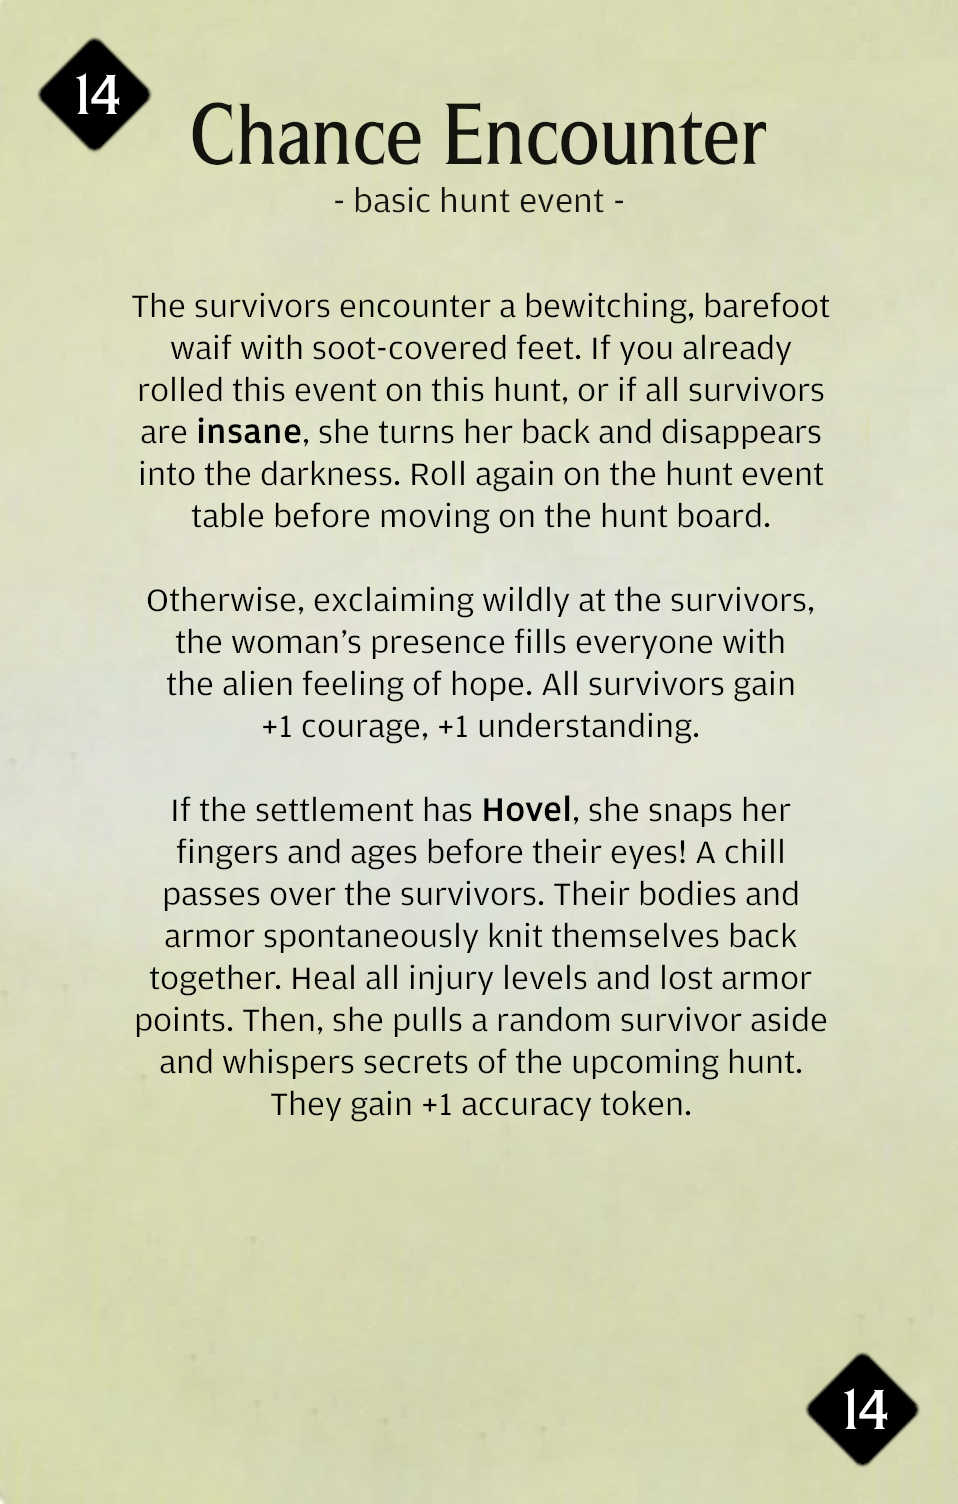 14
Chance Encounter
- basic hunt event -
The survivors encounter a bewitching, barefoot
waif with soot-covered feet. If you already
rolled this event on this hunt, or if all survivors
are insane, she turns her back and disappears
into the darkness. Roll again on the hunt event
table before moving on the hunt board.
Otherwise, exclaiming wildly at the survivors,
the woman’s presence fills everyone with
the alien feeling of hope. All survivors gain
+1 courage, +1 understanding.
If the settlement has Hovel, she snaps her
fingers and ages before their eyes! A chill
passes over the survivors. Their bodies and
armor spontaneously knit themselves back
together. Heal all injury levels and lost armor
points. Then, she pulls a random survivor aside
and whispers secrets of the upcoming hunt.
They gain +1 accuracy token.
14